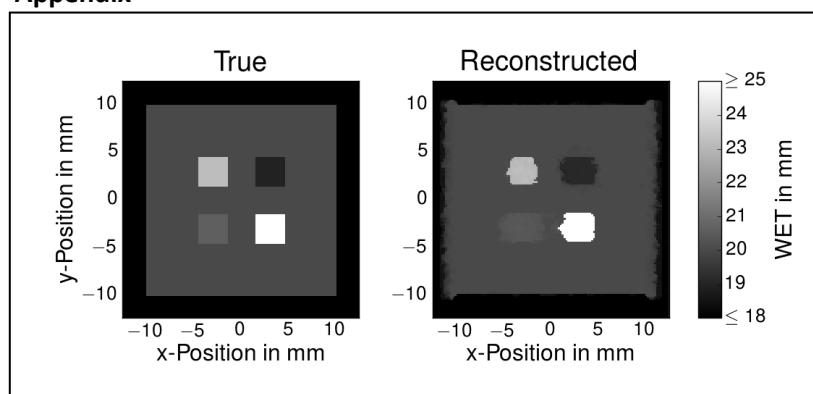 Appendix
True
Reconstructed
10
5
0
−5
−10
y-Position in mm
−10 −5 0 5 10
x-Position in mm
10
5
0
−5
−10
−10 −5 0 5 10
x-Position in mm
≥ 25
24
23
22
21
20
19
≤ 18
WET in mm